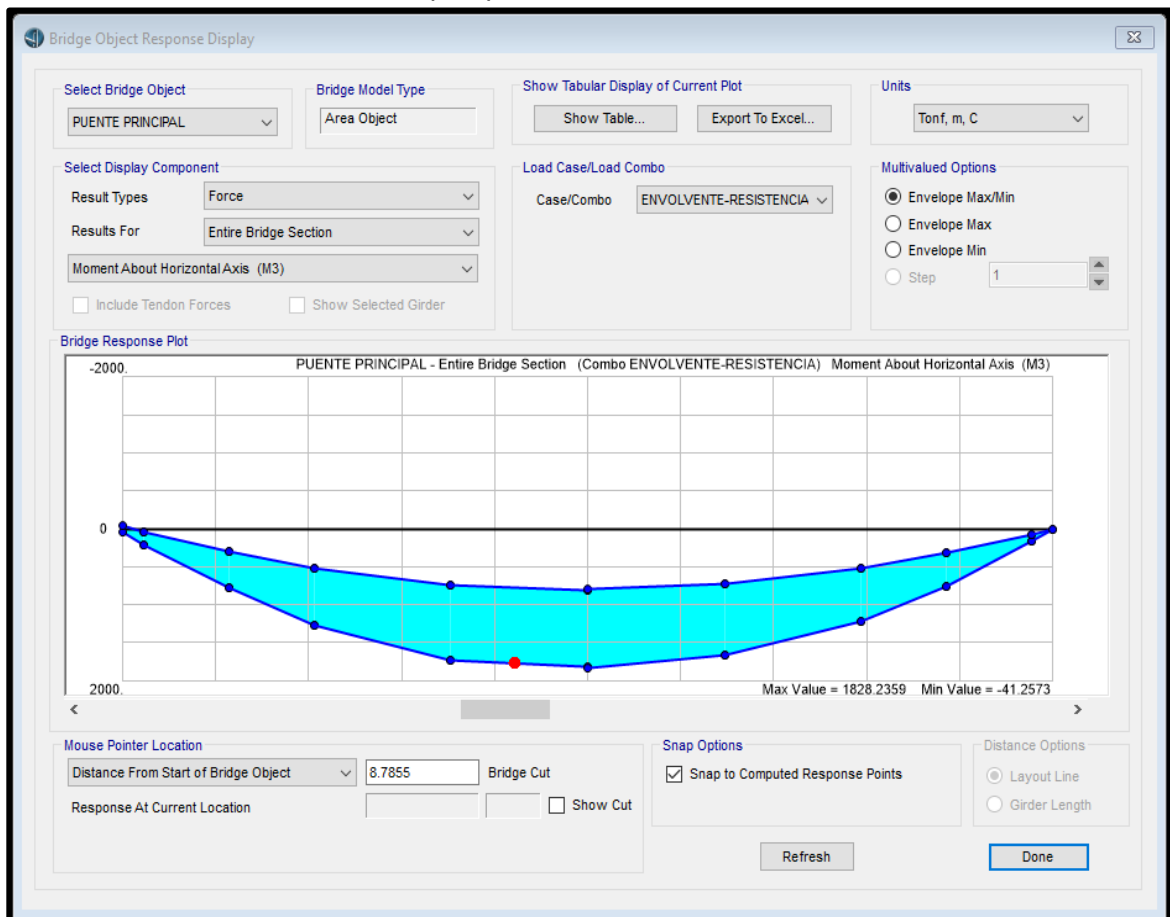 Bridge Object Response Display
Select Bridge Object
PUENTE PRINCIPAL
Bridge Model Type
Area Object
Show Tabular Display of Current Plot
Show Table...
Export To Excel...
Units
Tonf, m, C
Select Display Component
Result Types
Force
Results For
Entire Bridge Section
Moment About Horizontal Axis (M3)
Include Tendon Forces
Show Selected Girder
Load Case/Load Combo
Case/Combo
ENVOLVENTE-RESISTENCIA
Multivalued Options
Envelope Max/Min
Envelope Max
Envelope Min
Step
1
Bridge Response Plot
PUENTE PRINCIPAL - Entire Bridge Section (Combo ENVOLVENTE-RESISTENCIA) Moment About Horizontal Axis (M3)
-2000.
0
2000.
Max Value = 1828.2359 Min Value = -41.2573
Mouse Pointer Location
Distance From Start of Bridge Object
8.7855
Bridge Cut
Response At Current Location
Show Cut
Snap Options
Snap to Computed Response Points
Distance Options
Layout Line
Girder Length
Refresh
Done